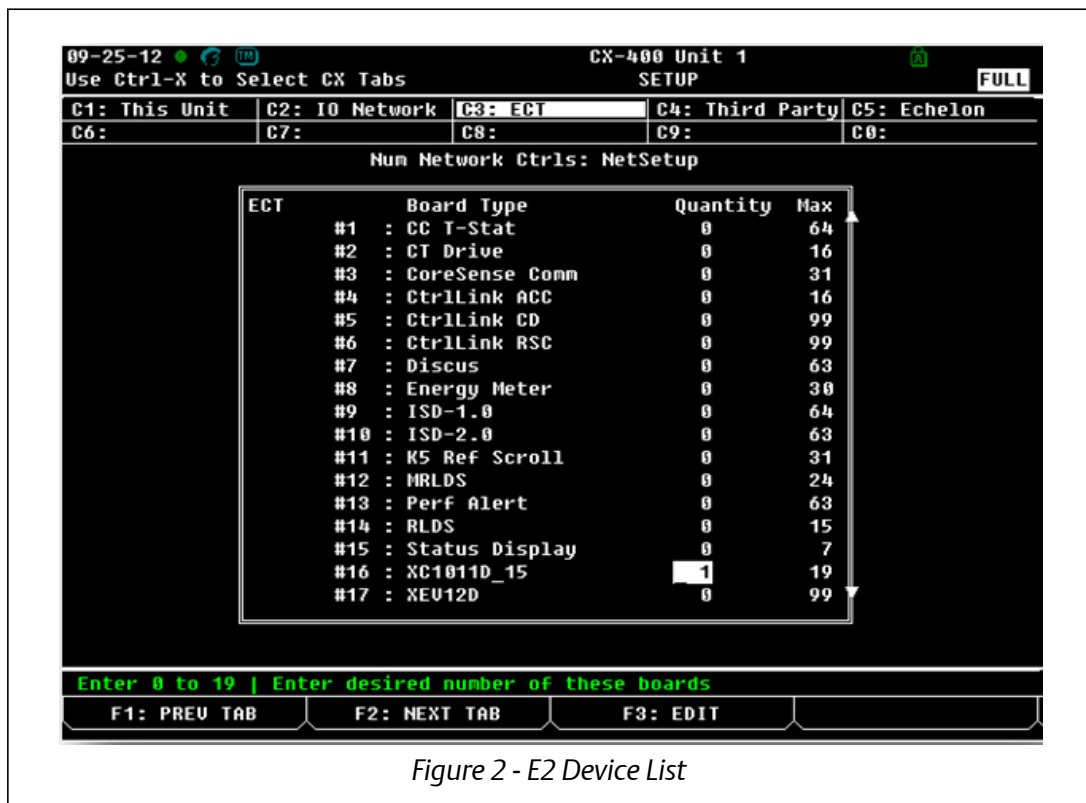 09-25-12 TM CX-400 Unit 1 A
Use Ctrl-X to Select CX Tabs SETUP FULL
C1: This Unit C2: IO Network C3: ECT C4: Third Party C5: Echelon
C6: C7: C8: C9: C0:
Num Network Ctrls: NetSetup
ECT Board Type Quantity Max
#1 : CC T-Stat 0 64
#2 : CT Drive 0 16
#3 : CoreSense Comm 0 31
#4 : CtrlLink ACC 0 16
#5 : CtrlLink CD 0 99
#6 : CtrlLink RSC 0 99
#7 : Discus 0 63
#8 : Energy Meter 0 30
#9 : ISD-1.0 0 64
#10 : ISD-2.0 0 63
#11 : K5 Ref Scroll 0 31
#12 : MRLDS 0 24
#13 : Perf Alert 0 63
#14 : RLDS 0 15
#15 : Status Display 0 7
#16 : XC1011D_15 1 19
#17 : XEV12D 0 99
Enter 0 to 19 | Enter desired number of these boards
F1: PREV TAB F2: NEXT TAB F3: EDIT
Figure 2 - E2 Device List